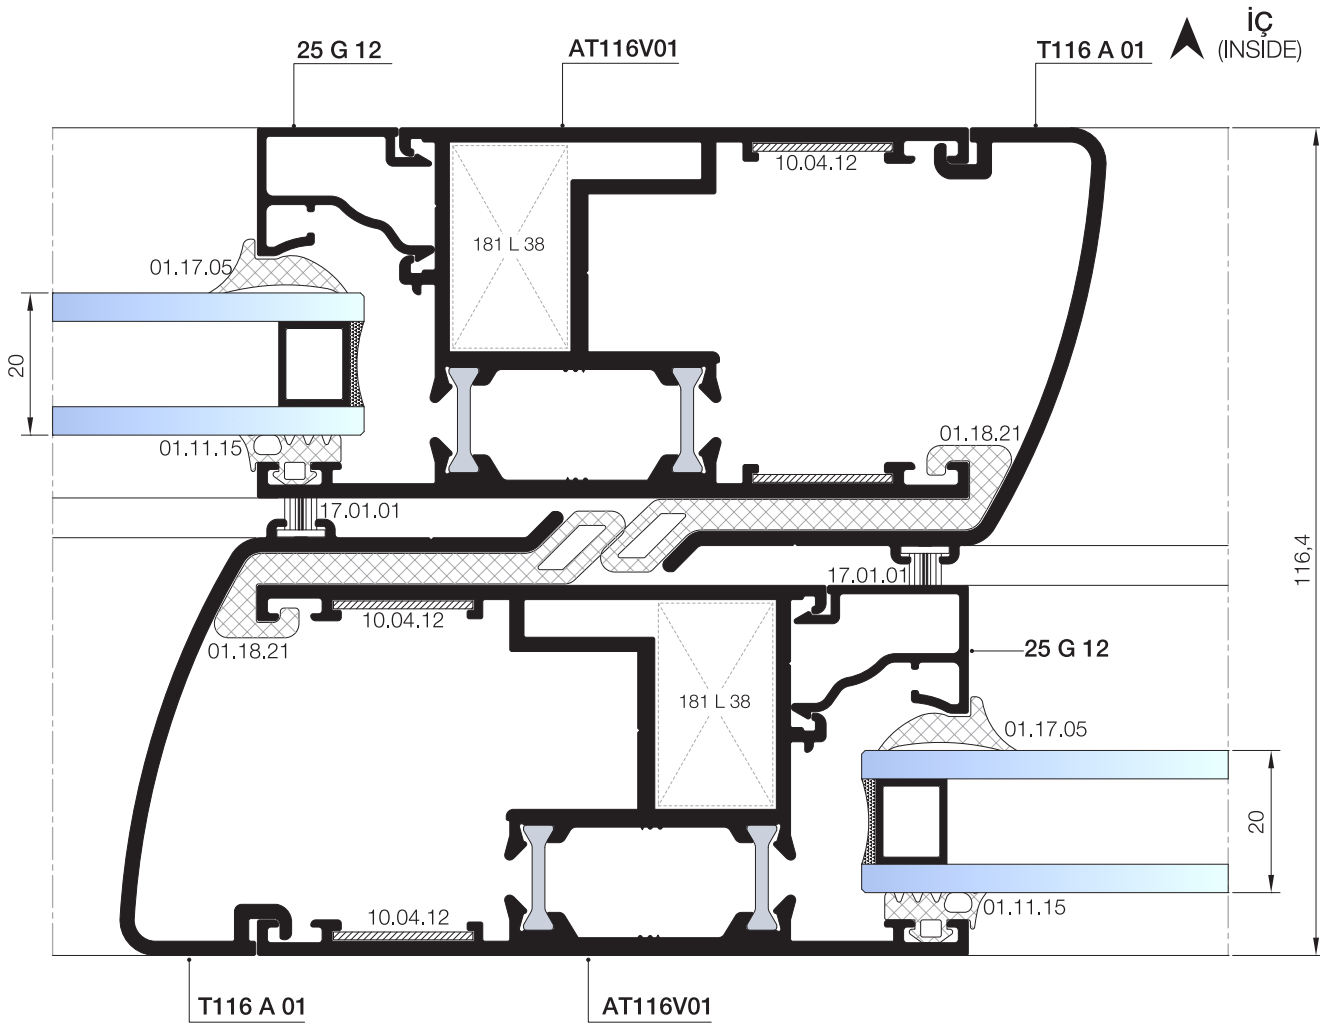 İÇ
(INSIDE)
25 G 12
AT116V01
T116 A 01
10.04.12
181 L 38
01.17.05
20
01.11.15
01.18.21
17.01.01
116,4
17.01.01
10.04.12
01.18.21
25 G 12
181 L 38
01.17.05
20
10.04.12
01.11.15
T116 A 01
AT116V01